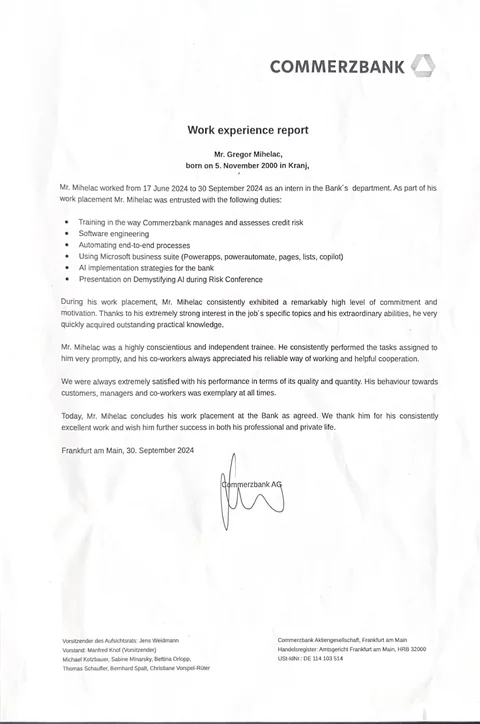 COMMERZBANK
Work experience report
Mr. Gregor Mihelac,
born on 5. November 2000 in Kranj,
Mr. Mihelac worked from 17 June 2024 to 30 September 2024 as an intern in the Bank´s department. As part of his
work placement Mr. Mihelac was entrusted with the following duties:
• Training in the way Commerzbank manages and assesses credit risk
• Software engineering
• Automating end-to-end processes
• Using Microsoft business suite (Powerapps, powerautomate, pages, lists, copilot)
• AI implementation strategies for the bank
• Presentation on Demystifying AI during Risk Conference
During his work placement, Mr. Mihelac consistently exhibited a remarkably high level of commitment and
motivation. Thanks to his extremely strong interest in the job´s specific topics and his extraordinary abilities, he very
quickly acquired outstanding practical knowledge.
Mr. Mihelac was a highly conscientious and independent trainee. He consistently performed the tasks assigned to
him very promptly, and his co-workers always appreciated his reliable way of working and helpful cooperation.
We were always extremely satisfied with his performance in terms of its quality and quantity. His behaviour towards
customers, managers and co-workers was exemplary at all times.
Today, Mr. Mihelac concludes his work placement at the Bank as agreed. We thank him for his consistently
excellent work and wish him further success in both his professional and private life.
Frankfurt am Main, 30. September 2024
Commerzbank AG
Vorsitzender des Aufsichtsrats: Jens Weidmann
Vorstand: Manfred Knof (Vorsitzender)
Michael Kotzbauer, Sabine Mlnarsky, Bettina Orlopp,
Thomas Schaufler, Bernhard Spalt, Christiane Vorspel-Rüter
Commerzbank Aktiengesellschaft, Frankfurt am Main
Handelsregister: Amtsgericht Frankfurt am Main, HRB 32000
USt-IdNr.: DE 114 103 514